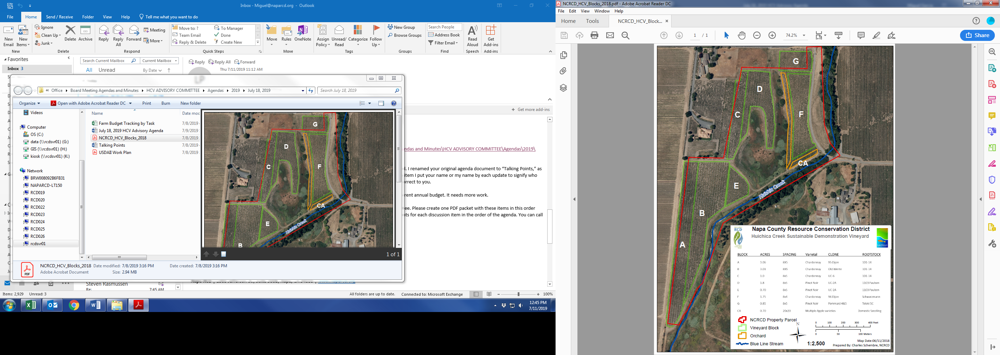 Inbox - Miguel@naparcd.org - Outlook
File Home Send / Receive Folder View Help Tell me what you want to do
New Email
New Items
New
Ignore
Clean Up
Junk
Delete
Archive
Delete
Reply
Reply All
Forward
Meeting
More
Respond
Move to: ?
Team Email
Reply & Delete
To Manager
Done
Create New
Quick Steps
Move
Rules
OneNote
Move
Assign Policy
Unread/ Read
Categorize
Follow Up
Tags
New Group
Browse Groups
Groups
Search People
Address Book
Filter Email
Find
Read Aloud
Speech
Get Add-ins
Add-ins
Favorites
Inbox 3
Search Current Mailbox Current Mailbox
All Unread By Date
Reply Reply All Forward
Thu 7/11/2019 11:12 AM
LP
Get more add-ins
« Office Board Meeting Agendas and Minutes HCV ADVISORY COMMITTEE Agendas 2019 July 18, 2019
Search July 18, 2019
Organize Open with Adobe Acrobat Reader DC Print Burn New folder
Videos
Computer
OS (C:)
data (\\rcdsvr01) (G:)
GIS (\\rcdsvr01) (H:)
kiosk (\\rcdsvr01) (K:)
Network
BRW008092B6FB31
NAPARCD-LT150
RCD019
RCD020
RCD022
RCD023
RCD024
RCD025
RCD026
rcdsvr01
Name Date moc
Farm Budget Tracking by Task 7/8/2019
July 18, 2019 HCV Advisory Agenda 7/9/2019
NCRCD_HCV_Blocks_2018 7/8/2019
Talking Points 7/8/2019
USDAII Work Plan 7/8/2019
G
D
C
F
CA
E
B
Huichia Creek
1 of 1
NCRCD_HCV_Blocks_2018 Date modified: 7/8/2019 3:16 PM Date created: 7/8/2019 3:16 PM
Adobe Acrobat Document Size: 2.94 MB
PDF
ndas and Minutes\HCV ADVISORY COMMITTEE\Agendas\2019\
d. I renamed your original agenda document to “Talking Points,” as
item I put your name or my name by each update to signify who
orrect to you.
rent annual budget. It needs more work.
ee. Please create one PDF packet with these items in this order
nts for each discussion item in the order of the agenda. You can call
Steven Rasmussen
Re: 7:45 AM
Items: 2,929 Unread: 3
All folders are up to date. Connected to: Microsoft Exchange 100%
12:45 PM
7/11/2019
NCRCD_HCV_Blocks_2018.pdf - Adobe Acrobat Reader DC
File Edit View Window Help
Home Tools NCRCD_HCV_Block... ×
1 / 1 74.2% Share
G
D
C
F
CA
E
B
A
Huichia Creek
RCD
Napa County Resource Conservation District
Huichica Creek Sustainable Demonstration Vineyard
BLOCK ACRES SPACING Varietal CLONE ROOTSTOCK
A 3.06 8X5 Chardonnay 95 Dijon 101-14
B 3.01 8X5 Chardonnay Old Wente 101-14
C 1.0 8x5 Chardonnay UC-6 101-14
D 1.8 8x5 Pinot Noir UC-2A 1103 Paulsen
E 0.70 8x5 Pinot Noir UC-2A 1103 Paulsen
F 1.75 8x4 Chardonnay 96 Dijon Schwarzmann
G 0.85 8x5 Pinot Noir Pommard 4&5 Teleki 5C
CA 0.70 20x20 Multiple Apple varieties Domestic Seedling
NCRCD Property Parcel
Vineyard Block
Orchard
Blue Line Stream
N
0 100 200 300 400 Feet
0 50 100 Meters
1:2,500
Map Date:06/11/2018
Prepared By: Charles Schembre, NCRCD